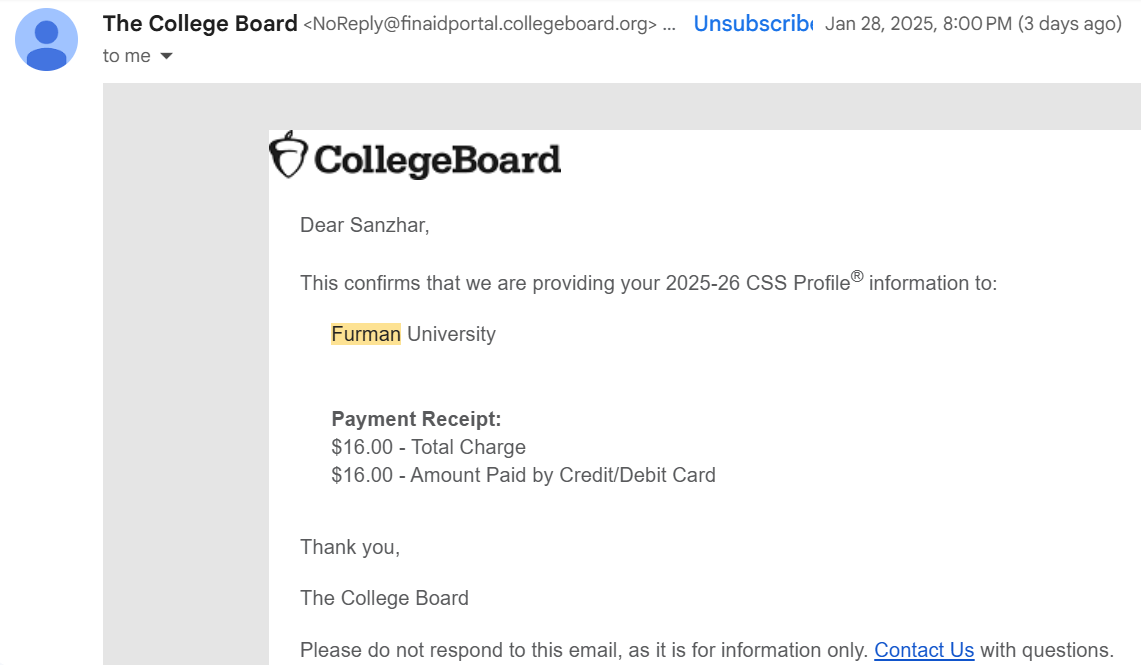 The College Board <NoReply@finaidportal.collegeboard.org> ... Unsubscribe Jan 28, 2025, 8:00 PM (3 days ago)
to me
CollegeBoard
Dear Sanzhar,
This confirms that we are providing your 2025-26 CSS Profile® information to:
Furman University
Payment Receipt:
$16.00 - Total Charge
$16.00 - Amount Paid by Credit/Debit Card
Thank you,
The College Board
Please do not respond to this email, as it is for information only. Contact Us with questions.